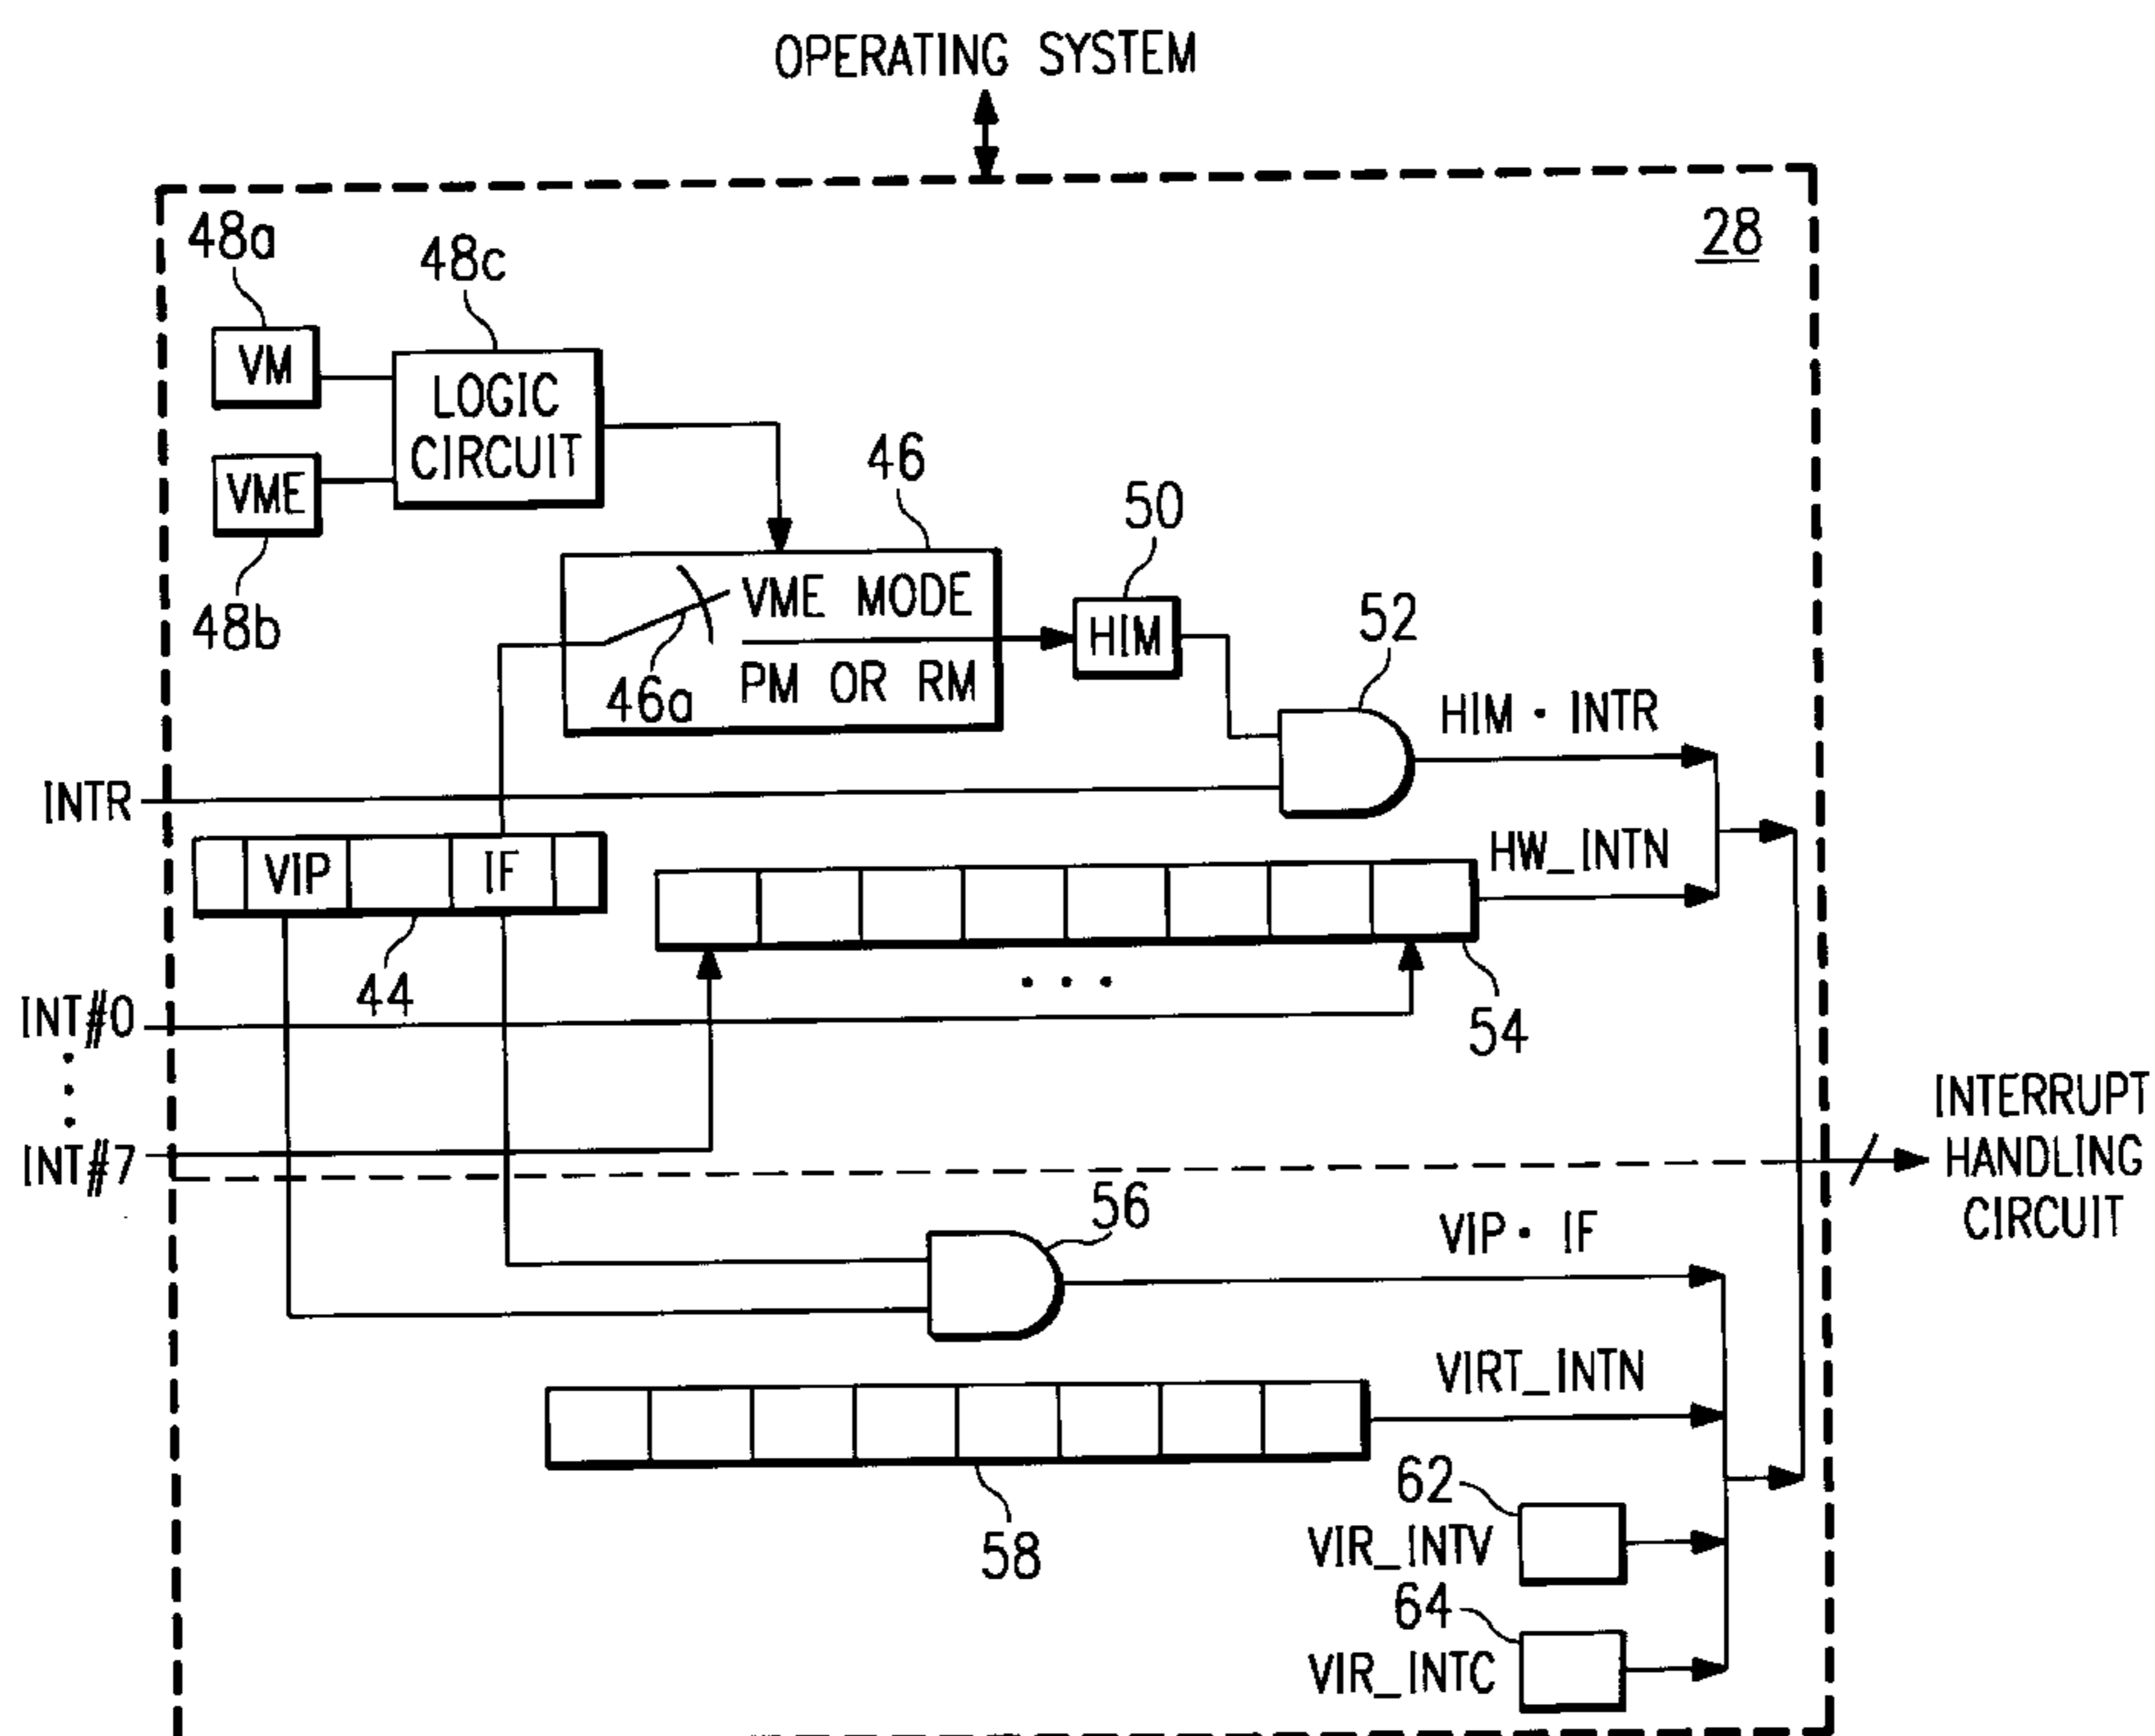 OPERATING SYSTEM
28
48a
48c
VM
LOGIC
CIRCUIT
VME
48b
46
VME MODE
PM OR RM
46a
50
HIM
52
HIM · INTR
INTR
VIP
IF
HW_INTN
44
54
INT#0
INT#7
INTERRUPT
HANDLING
CIRCUIT
56
VIP · IF
VIRT_INTN
58
62
VIR_INTV
64
VIR_INTC